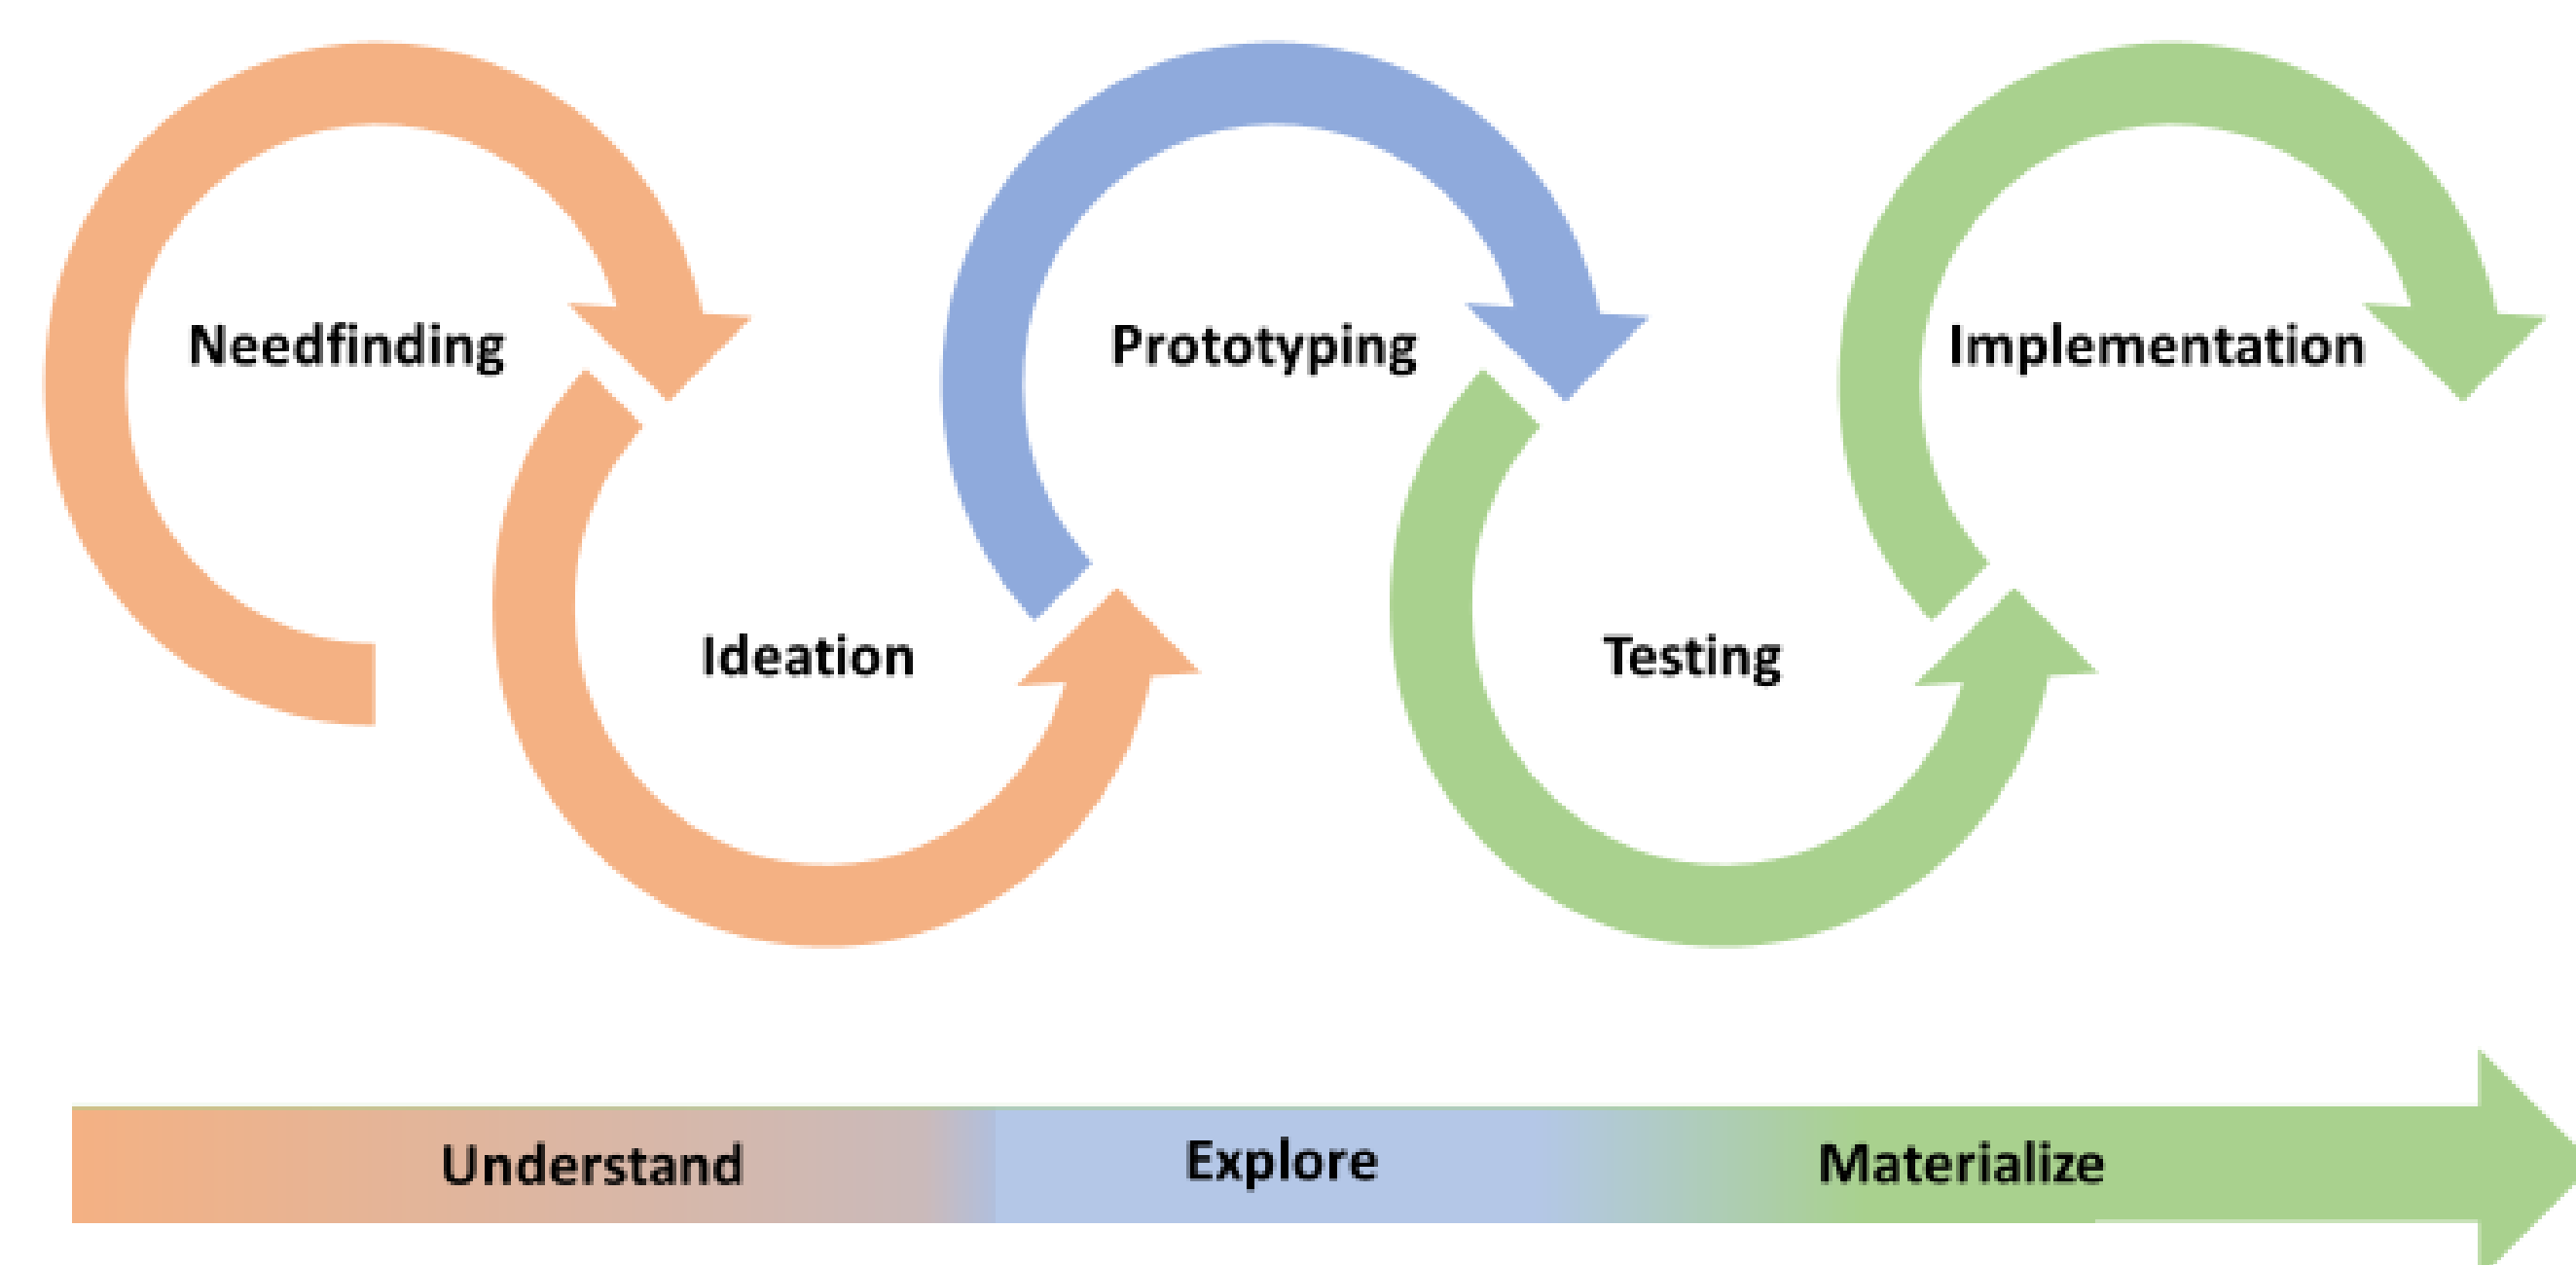 Needfinding
Prototyping
Implementation
Ideation
Testing
Understand
Explore
Materialize